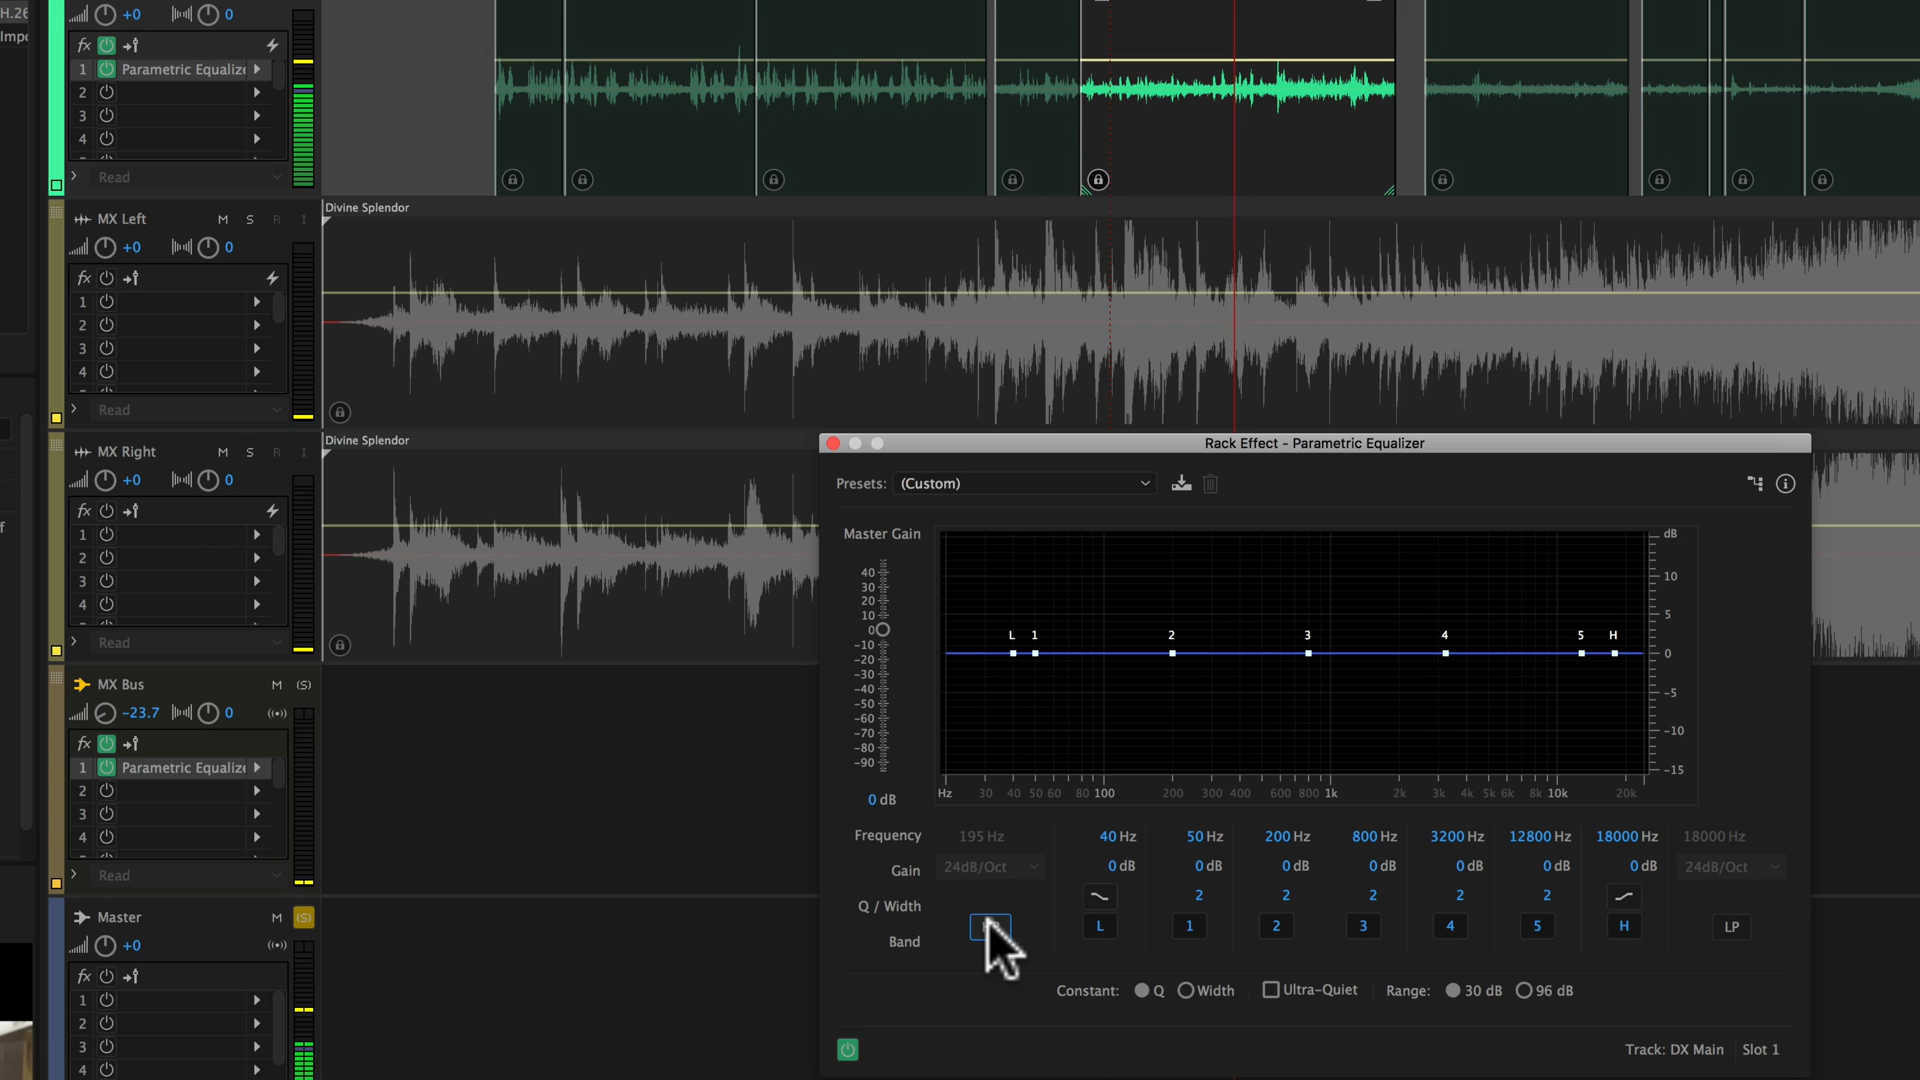 H.26
Impo
+0 0
fx
1 Parametric Equalize
2
3
4
Read
MX Left M S R I
+0 0
fx
1
2
3
4
Read
MX Right M S R I
+0 0
fx
1
2
3
4
Read
MX Bus M (S)
-23.7 0
fx
1 Parametric Equalize
2
3
4
Read
Master M (S)
+0
fx
1
2
3
4
Divine Splendor
Divine Splendor
Rack Effect - Parametric Equalizer
Presets: (Custom)
Master Gain
40
30
20
10
0
-10
-20
-30
-40
-50
-60
-70
-80
-90
0 dB
L 1 2 3 4 5 H
dB
10
5
0
-5
-10
-15
Hz 30 40 50 60 80 100 200 300 400 600 800 1k 2k 3k 4k 5k 6k 8k 10k 20k
Frequency 195 Hz 40 Hz 50 Hz 200 Hz 800 Hz 3200 Hz 12800 Hz 18000 Hz 18000 Hz
Gain 24dB/Oct 0 dB 0 dB 0 dB 0 dB 0 dB 0 dB 0 dB 24dB/Oct
Q / Width 2 2 2 2 2
Band L 1 2 3 4 5 H LP
Constant: Q Width Ultra-Quiet Range: 30 dB 96 dB
Track: DX Main Slot 1